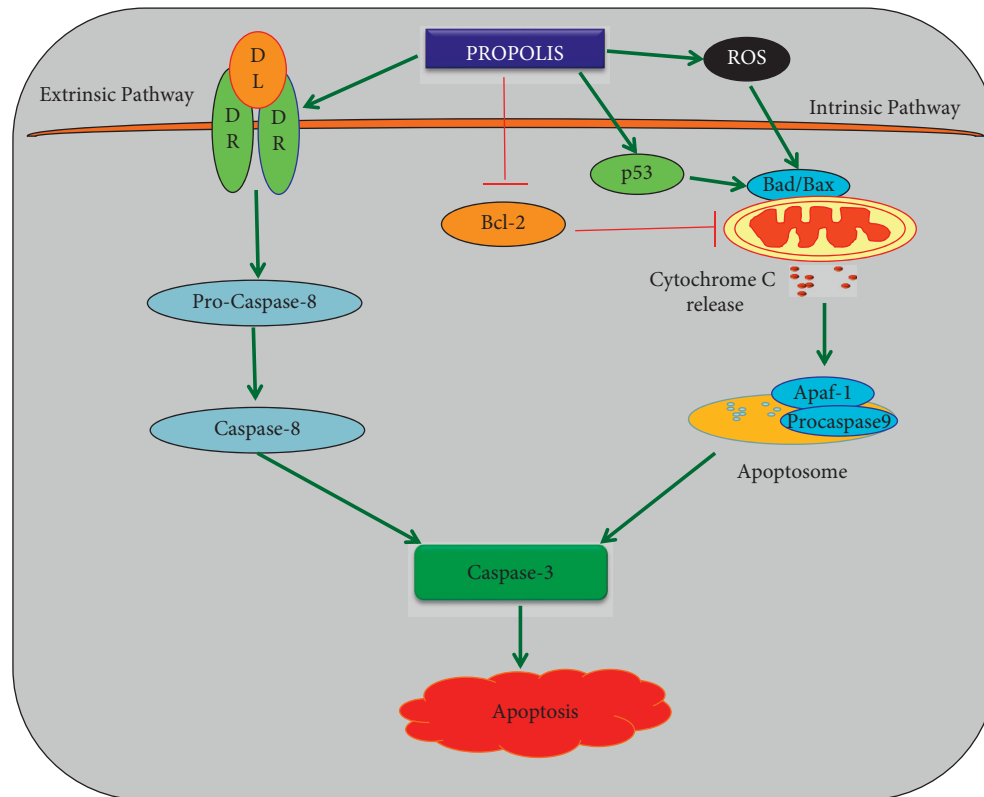 D
L
PROPOLIS
ROS
Extrinsic Pathway
Intrinsic Pathway
D
R
D
R
p53
Bad/Bax
Bcl-2
Cytochrome C
release
Pro-Caspase-8
Apaf-1
Procaspase9
Caspase-8
Apoptosome
Caspase-3
Apoptosis